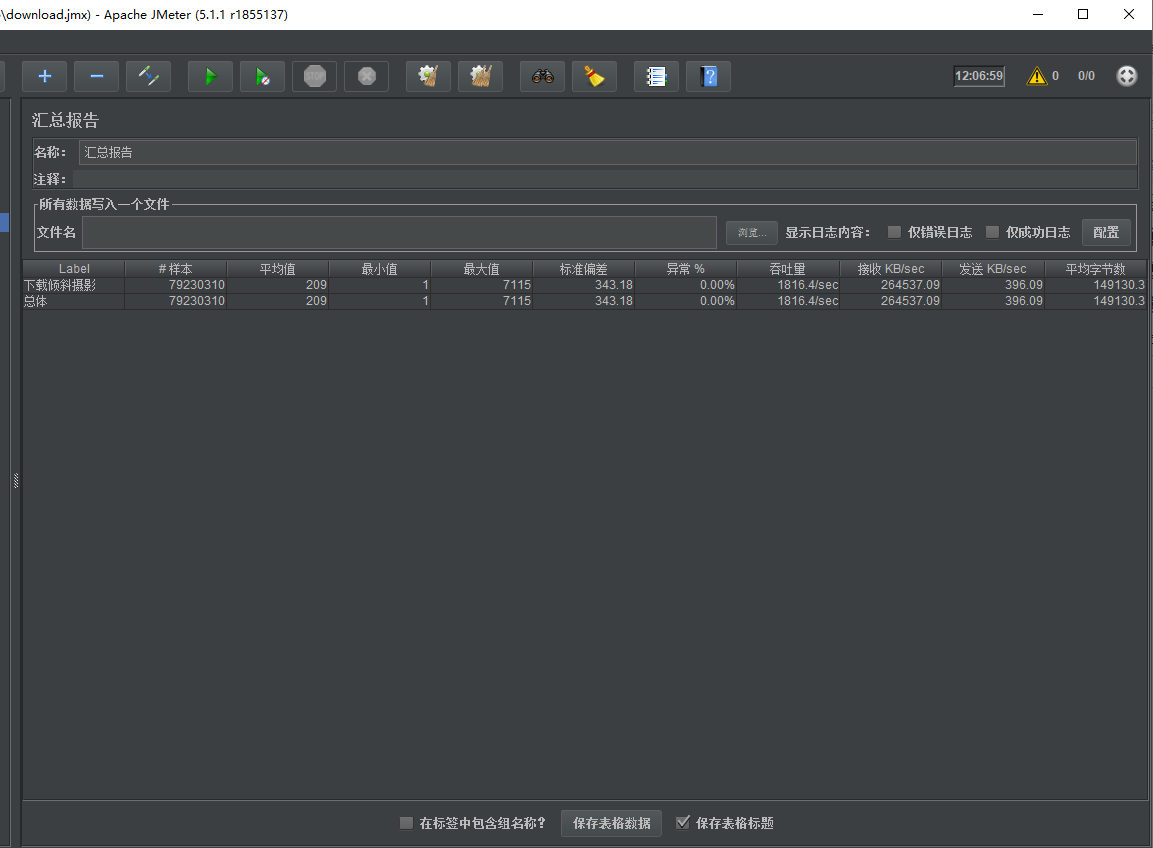 \download.jmx) - Apache JMeter (5.1.1 r1855137)
STOP
?
12:06:59 0 0/0
汇总报告
名称： 汇总报告
注释：
所有数据写入一个文件
文件名 浏览... 显示日志内容： 仅错误日志 仅成功日志 配置
Label # 样本 平均值 最小值 最大值 标准偏差 异常 % 吞吐量 接收 KB/sec 发送 KB/sec 平均字节数
下载倾斜摄影 79230310 209 1 7115 343.18 0.00% 1816.4/sec 264537.09 396.09 149130.3
总体 79230310 209 1 7115 343.18 0.00% 1816.4/sec 264537.09 396.09 149130.3
在标签中包含组名称? 保存表格数据 保存表格标题